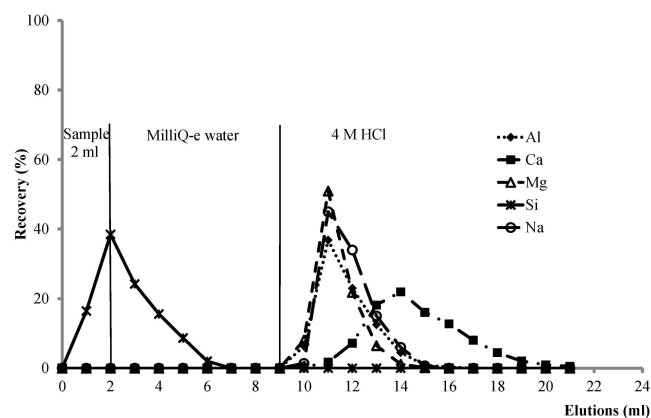 100
80
60
40
20
0
Recovery (%)
Sample
2 ml
MilliQ-e water
4 M HCl
Al
Ca
Mg
Si
Na
0 2 4 6 8 10 12 14 16 18 20 22 24
Elutions (ml)